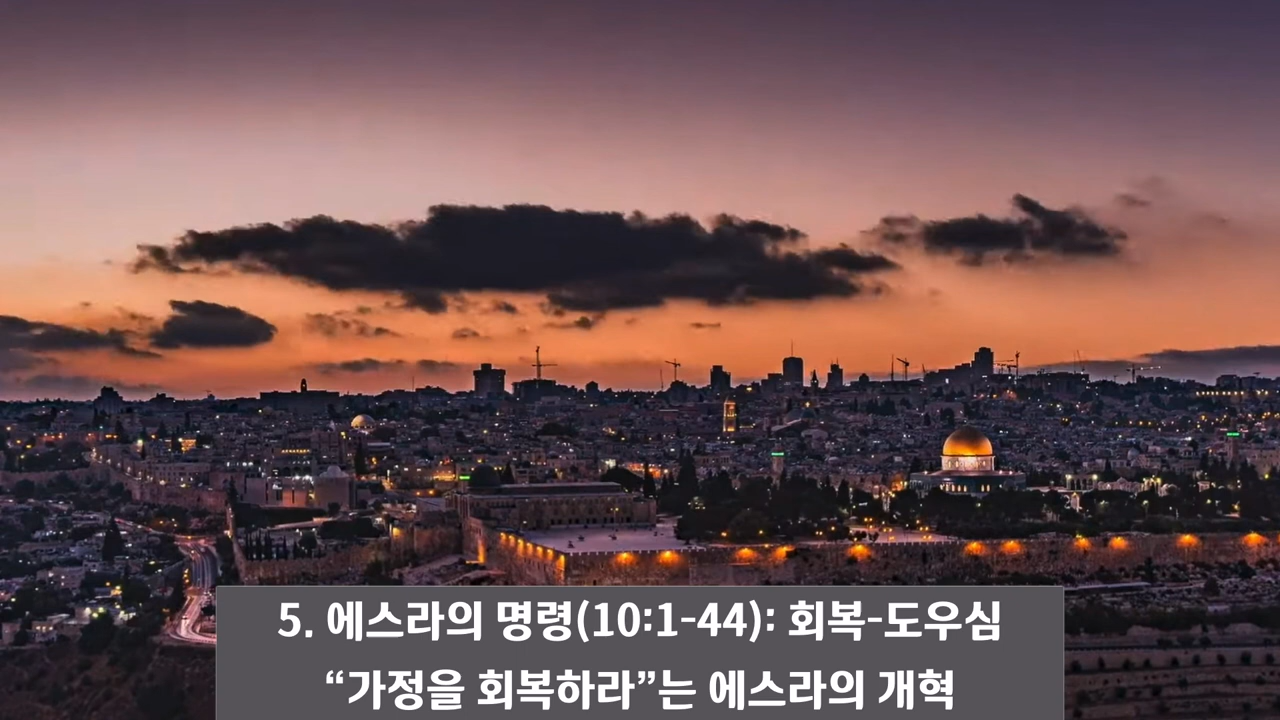 5. 에스라의 명령(10:1-44): 회복-도우심
“가정을 회복하라”는 에스라의 개혁